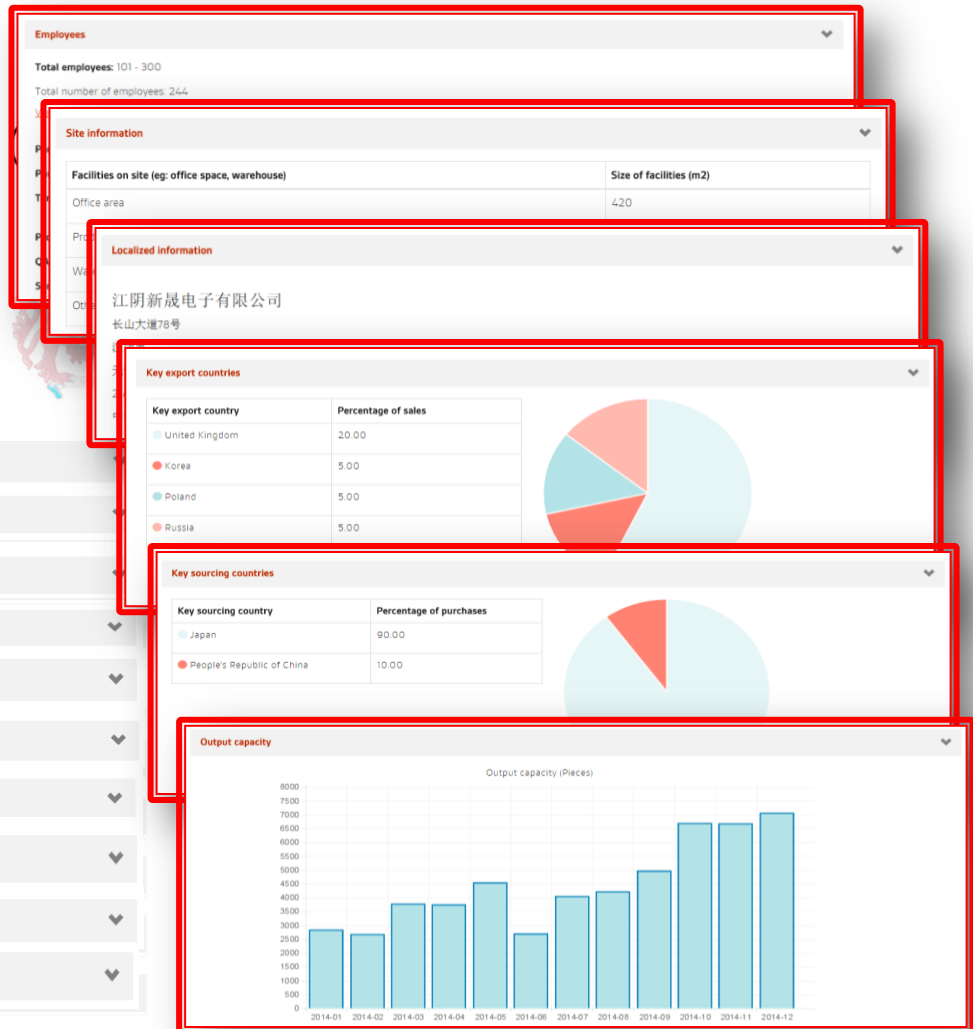 Employees
Total employees: 101 - 300
Total number of employees: 244
Site information
Facilities on site (eg: office space, warehouse) Size of facilities (m2)
Office area 420
Localized information
江阴新晟电子有限公司
长山大道78号
Key export countries
Key export country Percentage of sales
United Kingdom 20.00
Korea 5.00
Poland 5.00
Russia 5.00
Key sourcing countries
Key sourcing country Percentage of purchases
Japan 90.00
People's Republic of China 10.00
Output capacity
Output capacity (Pieces)
8000
7500
7000
6500
6000
5500
5000
4500
4000
3500
3000
2500
2000
1500
1000
500
0
2014-01 2014-02 2014-03 2014-04 2014-05 2014-06 2014-07 2014-08 2014-09 2014-10 2014-11 2014-12